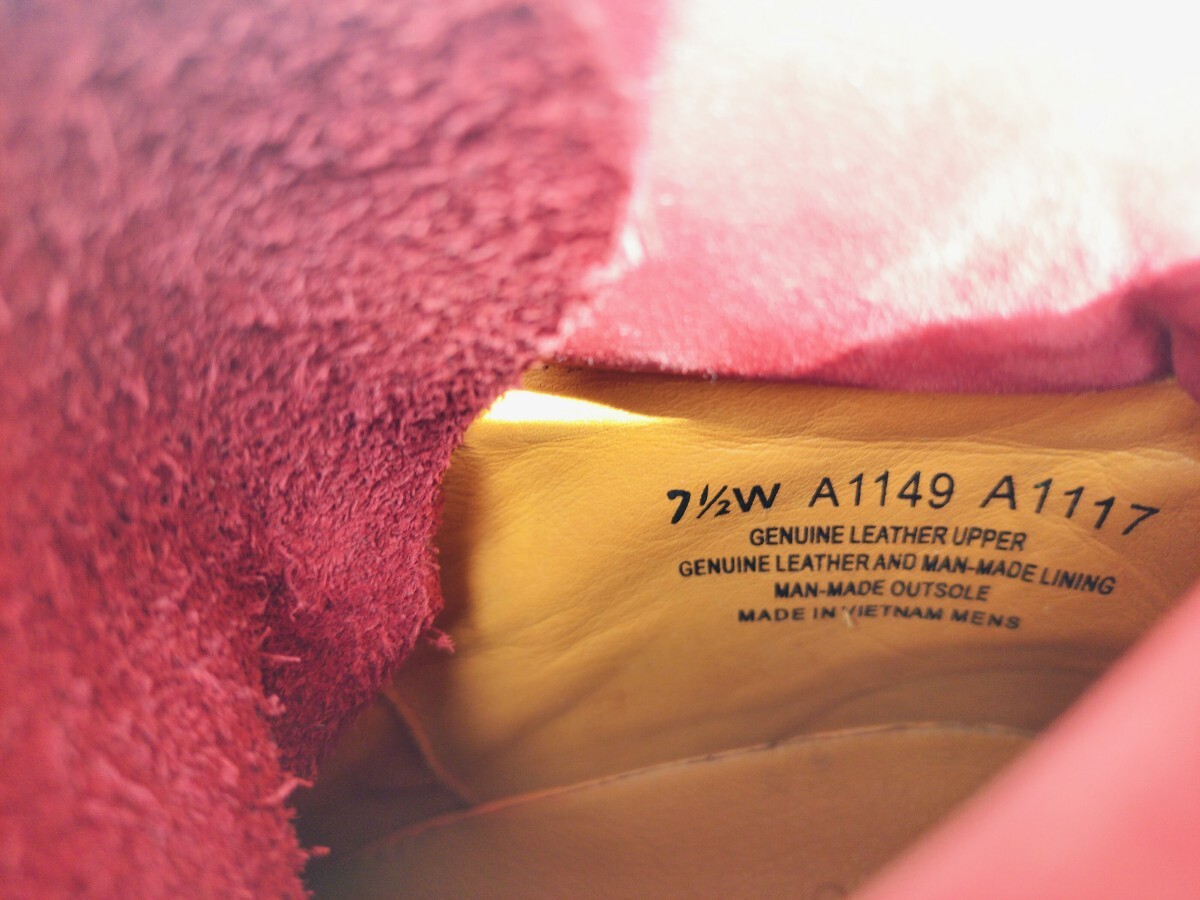 7½W A1149 A1117
GENUINE LEATHER UPPER
GENUINE LEATHER AND MAN-MADE LINING
MAN-MADE OUTSOLE
MADE IN VIETNAM MENS